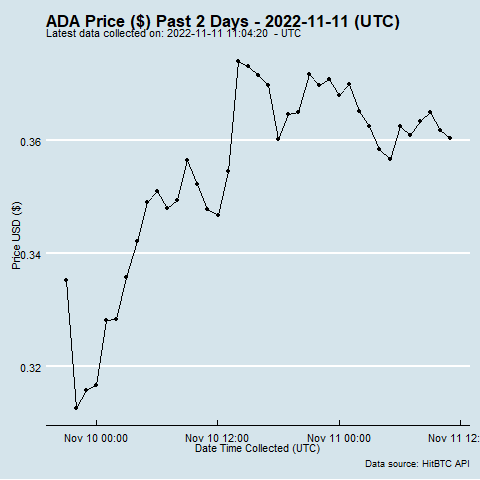 ADA Price ($) Past 2 Days - 2022-11-11 (UTC)
Latest data collected on: 2022-11-11 11:04:20 - UTC
Price USD ($)
0.36
0.34
0.32
Nov 10 00:00 Nov 10 12:00 Nov 11 00:00 Nov 11 12:
Date Time Collected (UTC)
Data source: HitBTC API